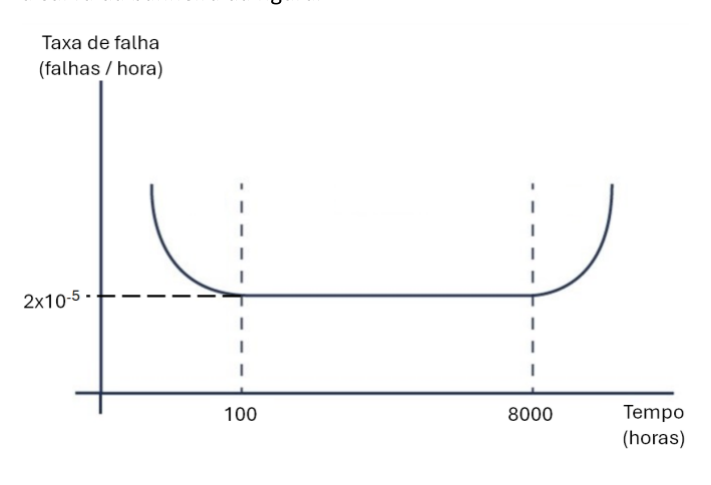 Taxa de falha
(falhas / hora)
2x10⁻⁵
100
8000
Tempo
(horas)